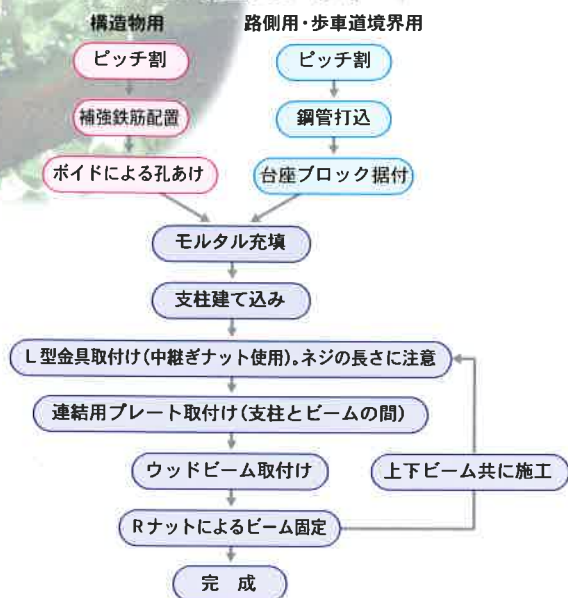 構造物用
路側用・歩車道境界用
ピッチ割
ピッチ割
補強鉄筋配置
鋼管打込
ボイドによる孔あけ
台座ブロック据付
モルタル充填
支柱建て込み
L型金具取付け(中継ぎナット使用)。ネジの長さに注意
連結用プレート取付け(支柱とビームの間)
ウッドビーム取付け
上下ビーム共に施工
Rナットによるビーム固定
完 成